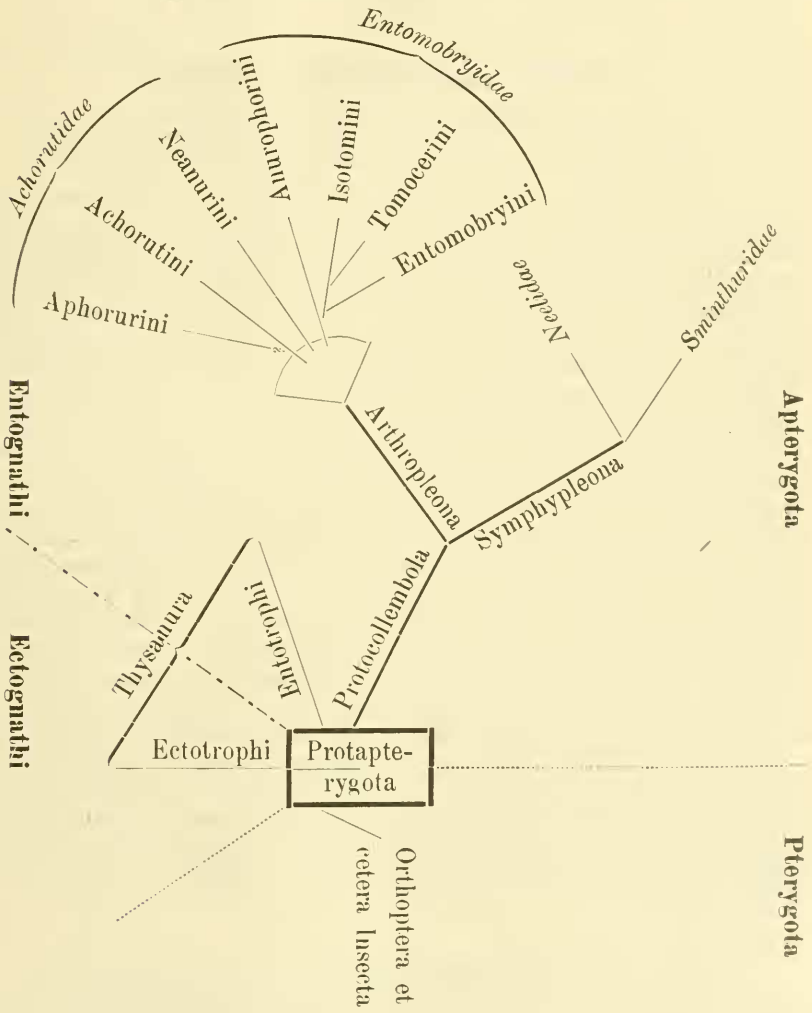 Entomobryidae
Achorutidae
Anurophorini
Isotomini
Tomocerini
Neanurini
Entomobryini
Achorutini
Aphorurini
?
Neelidae
Sminthuridae
Entognathi
Apterygota
Arthropleona
Symphypleona
Protocollembola
Thysanura
Entotrophi
Ectognathi
Ectotrophi
Protapte-
rygota
Pterygota
Orthoptera et
cetera Insecta